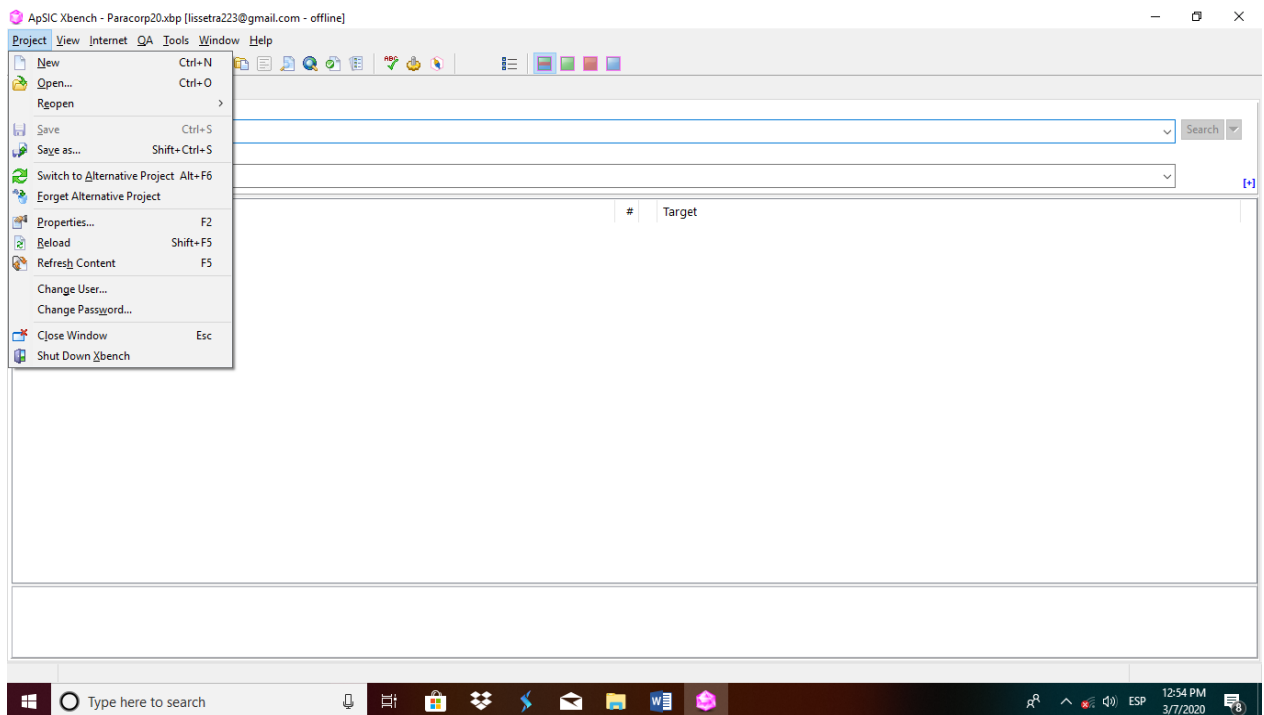 ApSIC Xbench - Paracorp20.xbp [lissetra223@gmail.com - offline]
Project View Internet QA Tools Window Help
New Ctrl+N
ABC
Open... Ctrl+O
Reopen
Save Ctrl+S
Search
Save as... Shift+Ctrl+S
Switch to Alternative Project Alt+F6
[+]
Forget Alternative Project
# Target
Properties... F2
Reload Shift+F5
Refresh Content F5
Change User...
Change Password...
Close Window Esc
Shut Down Xbench
Type here to search
ESP
12:54 PM
3/7/2020
8